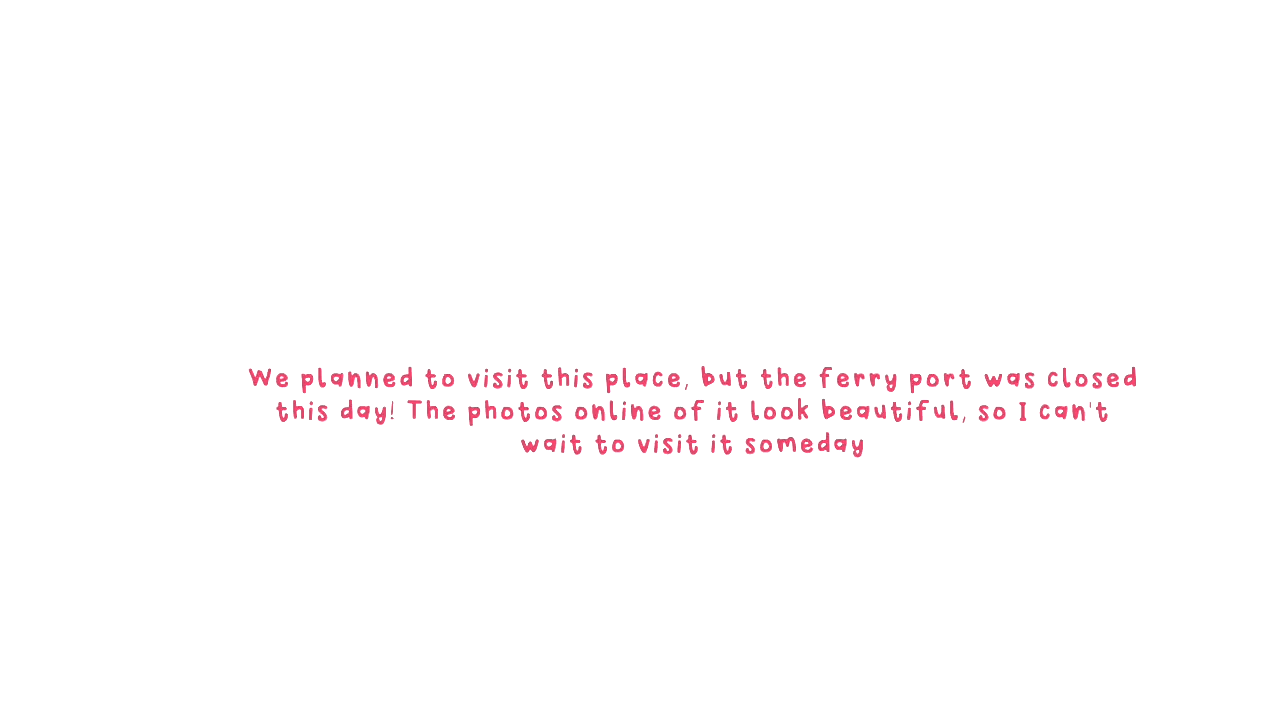 We planned to visit this place, but the ferry port was closed
this day! The photos online of it look beautiful, so I can't
wait to visit it someday